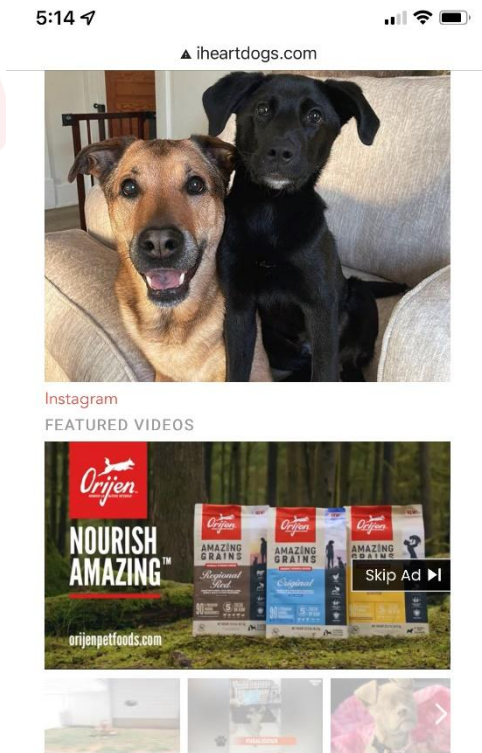 5:14
iheartdogs.com
Instagram
FEATURED VIDEOS
Orijen
NOURISH
AMAZING™
orijenpetfoods.com
Orijen
AMAZING
GRAINS
Regional
Red
Orijen
AMAZING
GRAINS
Original
Orijen
AMAZING
GRAINS
Skip Ad